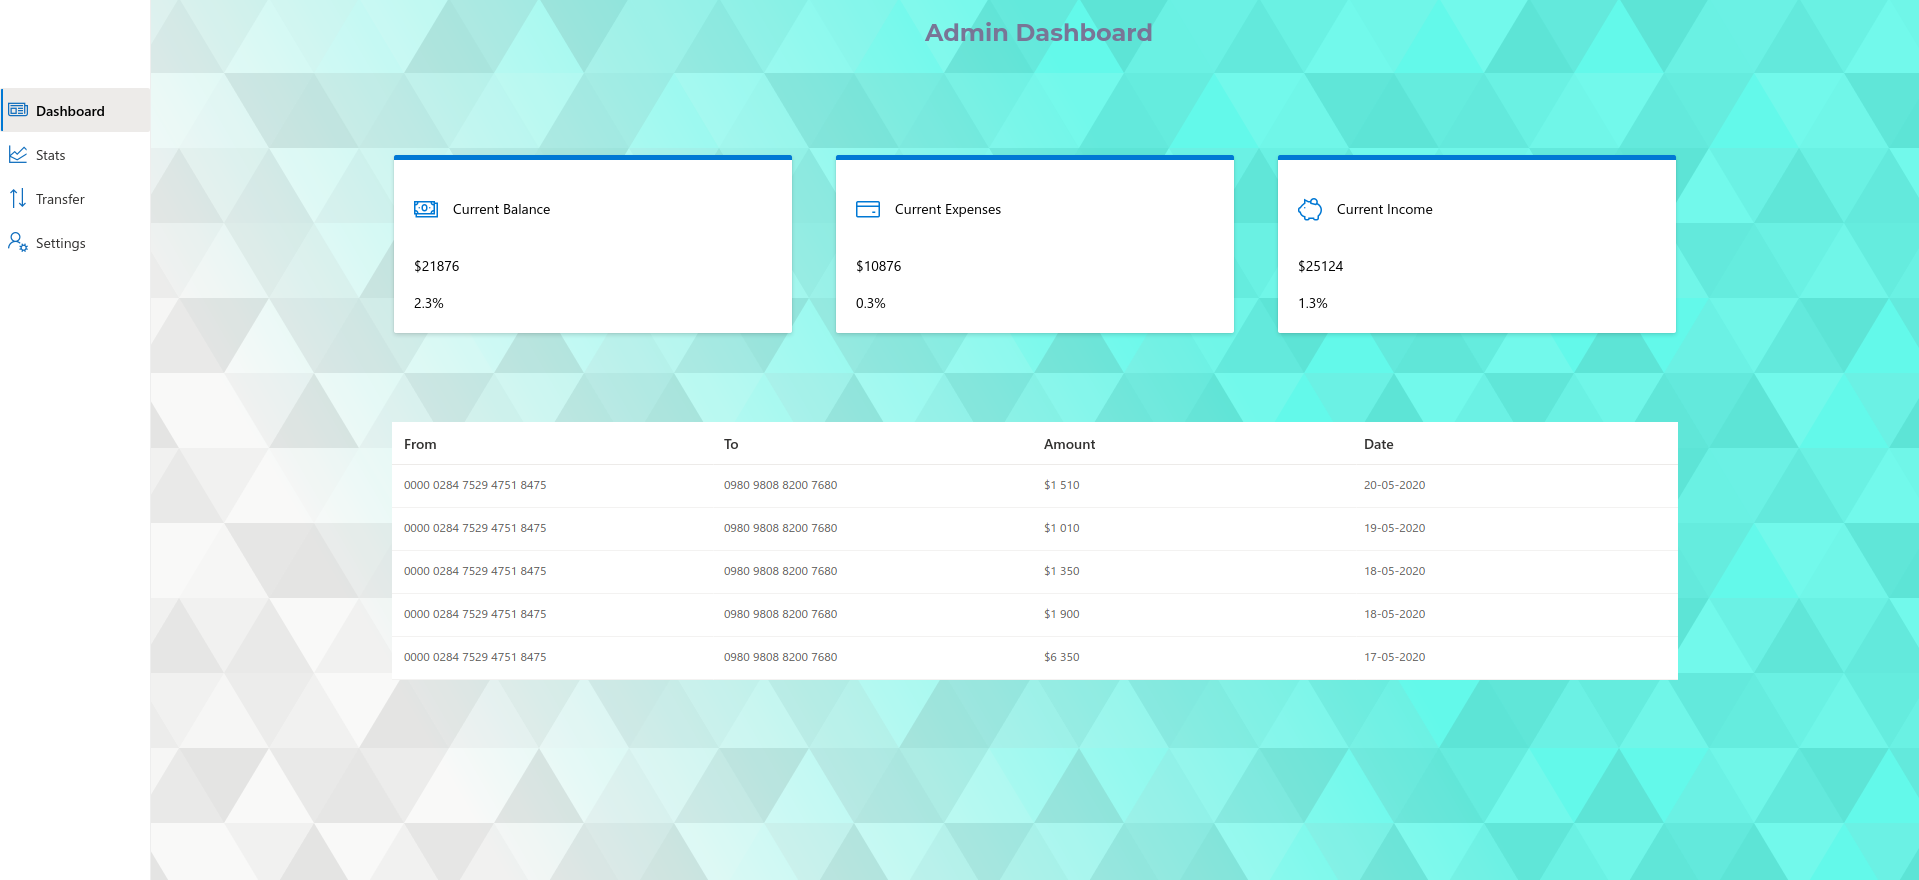 Admin Dashboard
Dashboard
Stats
Transfer
Settings
Current Balance
$21876
2.3%
Current Expenses
$10876
0.3%
Current Income
$25124
1.3%
From To Amount Date
0000 0284 7529 4751 8475 0980 9808 8200 7680 $1 510 20-05-2020
0000 0284 7529 4751 8475 0980 9808 8200 7680 $1 010 19-05-2020
0000 0284 7529 4751 8475 0980 9808 8200 7680 $1 350 18-05-2020
0000 0284 7529 4751 8475 0980 9808 8200 7680 $1 900 18-05-2020
0000 0284 7529 4751 8475 0980 9808 8200 7680 $6 350 17-05-2020